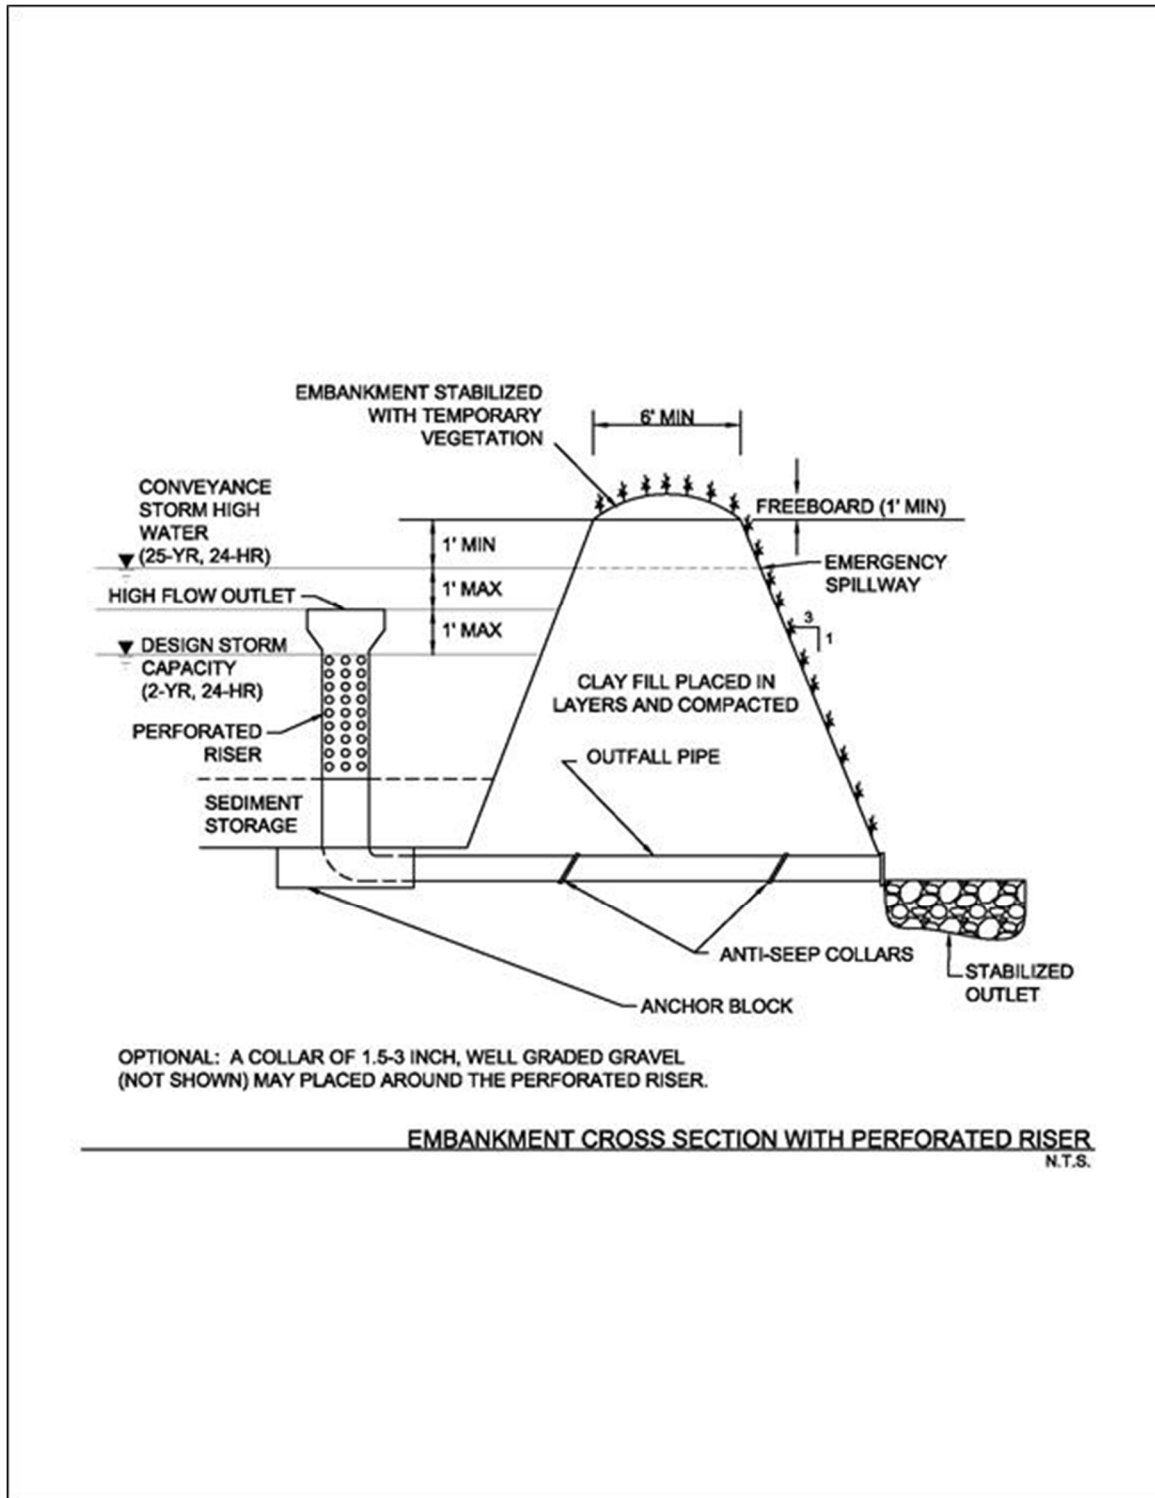 EMBANKMENT STABILIZED
WITH TEMPORARY
VEGETATION
6' MIN
CONVEYANCE
STORM HIGH
WATER
(25-YR, 24-HR)
FREEBOARD (1' MIN)
1' MIN
EMERGENCY
SPILLWAY
1' MAX
HIGH FLOW OUTLET
3
1
1' MAX
DESIGN STORM
CAPACITY
(2-YR, 24-HR)
CLAY FILL PLACED IN
LAYERS AND COMPACTED
PERFORATED
RISER
OUTFALL PIPE
SEDIMENT
STORAGE
ANTI-SEEP COLLARS
STABILIZED
OUTLET
ANCHOR BLOCK
OPTIONAL: A COLLAR OF 1.5-3 INCH, WELL GRADED GRAVEL
(NOT SHOWN) MAY PLACED AROUND THE PERFORATED RISER.
EMBANKMENT CROSS SECTION WITH PERFORATED RISER
N.T.S.